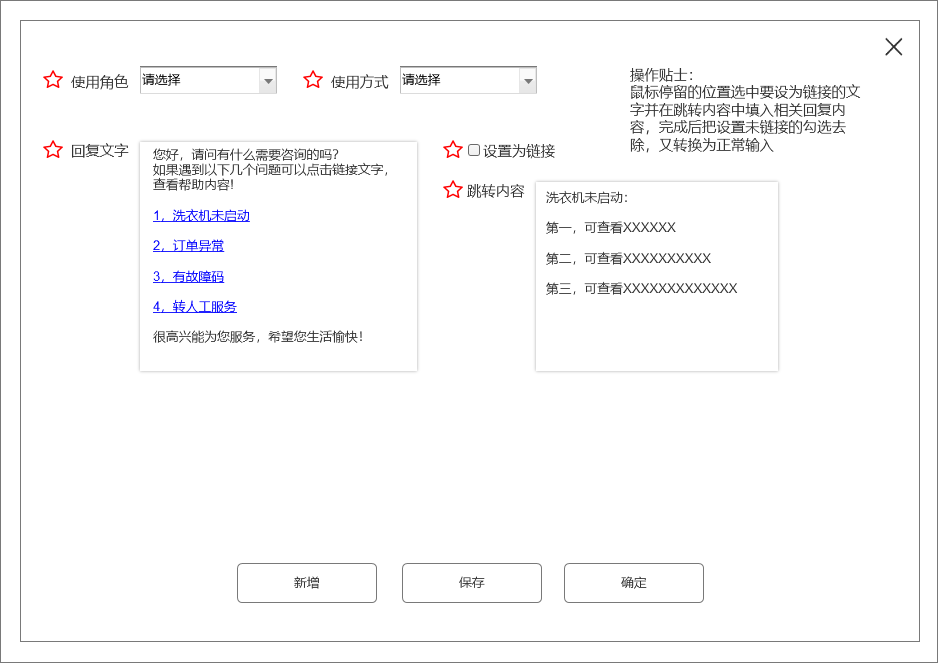 使用角色 请选择 使用方式 请选择
操作贴士：
鼠标停留的位置选中要设为链接的文
字并在跳转内容中填入相关回复内
容，完成后把设置未链接的勾选去
除，又转换为正常输入
回复文字
您好，请问有什么需要咨询的吗?
如果遇到以下几个问题可以点击链接文字，
查看帮助内容!
1，洗衣机未启动
2，订单异常
3，有故障码
4，转人工服务
很高兴能为您服务，希望您生活愉快!
设置为链接
跳转内容
洗衣机未启动：
第一，可查看XXXXXX
第二，可查看XXXXXXXXXX
第三，可查看XXXXXXXXXXXXX
新增 保存 确定